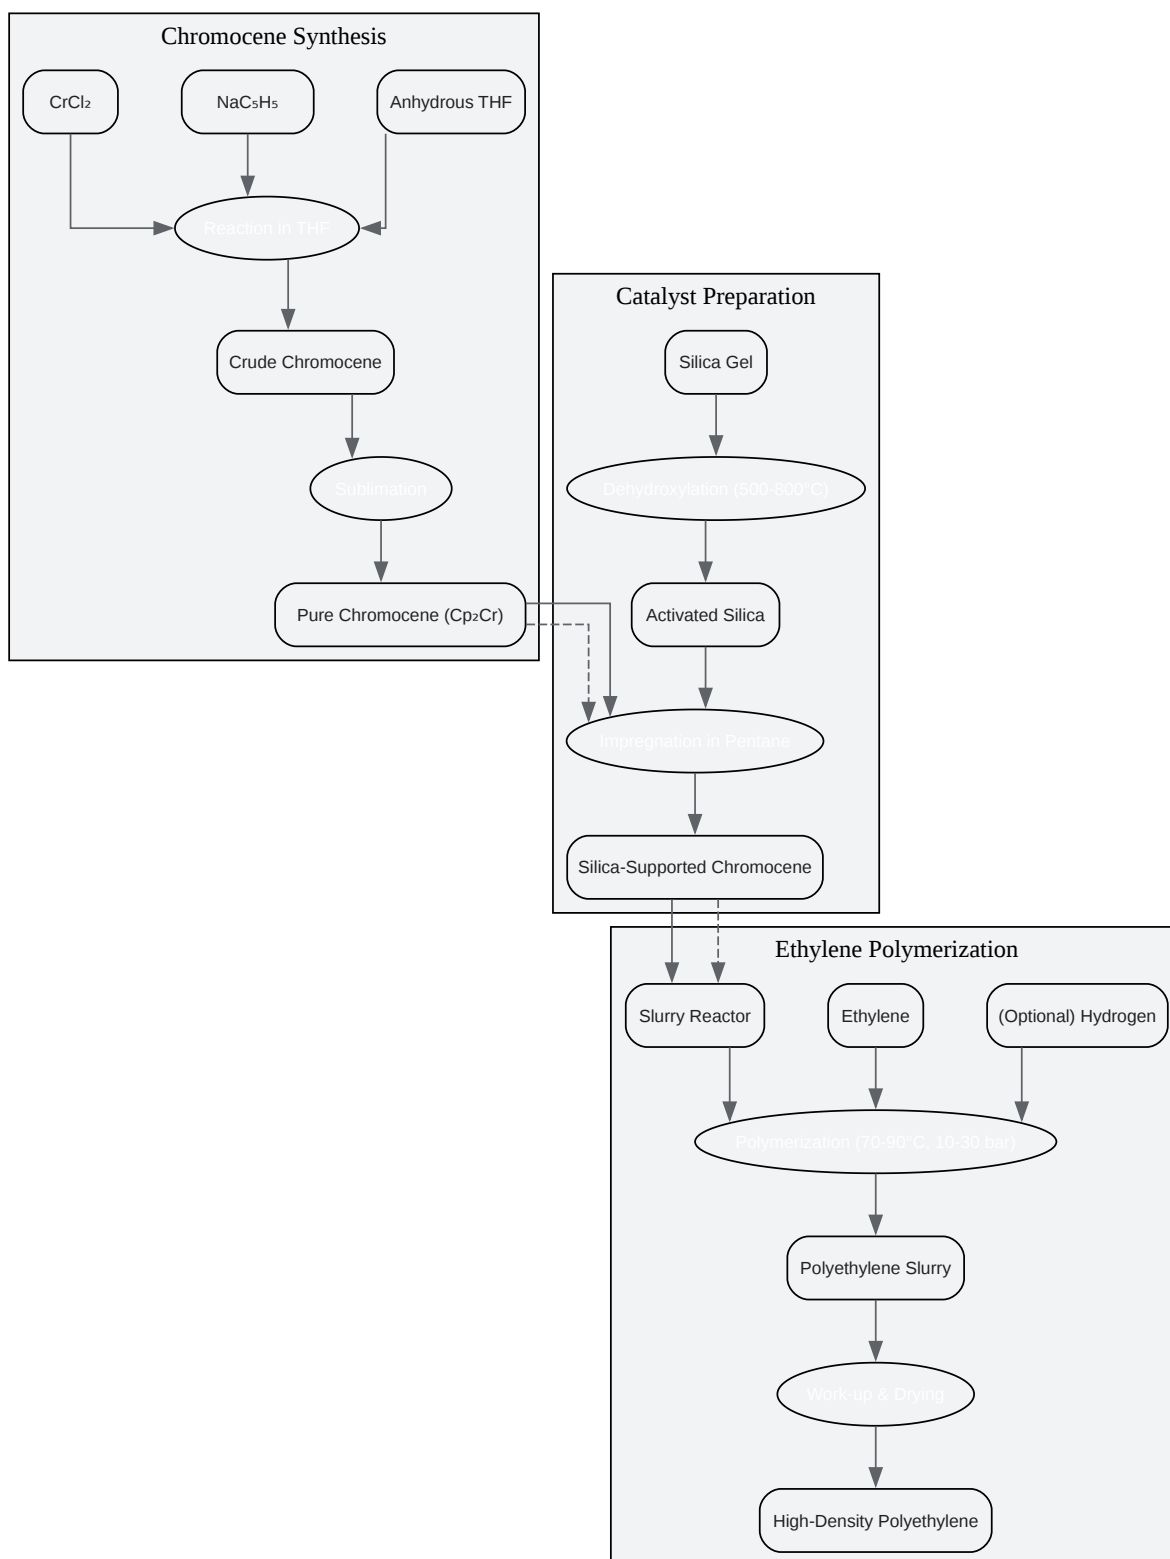 Chromocene Synthesis
CrCl₂
NaC₅H₅
Anhydrous THF
Reaction in THF
Crude Chromocene
Sublimation
Pure Chromocene (Cp₂Cr)
Catalyst Preparation
Silica Gel
Dehydroxylation (500-800°C)
Activated Silica
Impregnation in Pentane
Silica-Supported Chromocene
Ethylene Polymerization
Slurry Reactor
Ethylene
(Optional) Hydrogen
Polymerization (70-90°C, 10-30 bar)
Polyethylene Slurry
Work-up & Drying
High-Density Polyethylene